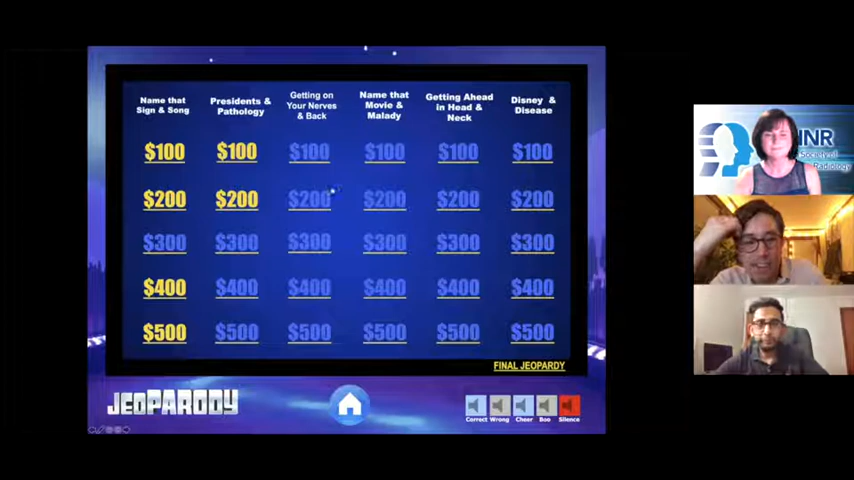 Name that
Sign & Song
Presidents &
Pathology
Getting on
Your Nerves
& Back
Name that
Movie &
Malady
Getting Ahead
in Head &
Neck
Disney &
Disease
$100 $100 $100 $100 $100 $100
$200 $200 $200 $200 $200 $200
$300 $300 $300 $300 $300 $300
$400 $400 $400 $400 $400 $400
$500 $500 $500 $500 $500 $500
FINAL JEOPARDY
JEOPARODY
Correct Wrong Cheer Boo Silence
NR
Society of
Radiology